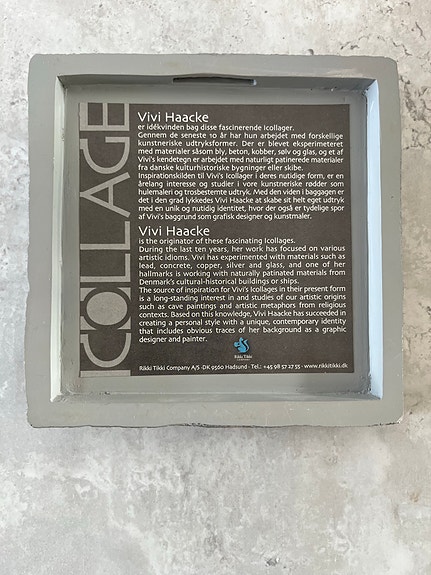 ICOLLAGE
Vivi Haacke
er idékvinden bag disse fascinerende Icollager.
Gennem de seneste 10 år har hun arbejdet med forskellige
kunstneriske udtryksformer. Der er blevet eksperimenteret
med materialer såsom bly, beton, kobber, sølv og glas, og et af
Vivi's kendetegn er arbejdet med naturligt patinerede materialer
fra danske kulturhistoriske bygninger eller skibe.
Inspirationskilden til Vivi's Icollager i deres nutidige form, er en
årelang interesse og studier i vore kunstneriske rødder som
hulemaleri og trosbestemte udtryk. Med den viden i baggagen er
det i den grad lykkedes Vivi Haacke at skabe sit helt eget udtryk
med en unik og nutidig identitet, hvor der også er tydelige spor
af Vivi's baggrund som grafisk designer og kunstmaler.
Vivi Haacke
is the originator of these fascinating Icollages.
During the last ten years, her work has focused on various
artistic idioms. Vivi has experimented with materials such as
lead, concrete, copper, silver and glass, and one of her
hallmarks is working with naturally patinated materials from
Denmark's cultural-historical buildings or ships.
The source of inspiration for Vivi's Icollages in their present form
is a long-standing interest in and studies of our artistic origins
such as cave paintings and artistic metaphors from religious
contexts. Based on this knowledge, Vivi Haacke has succeeded in
creating a personal style with a unique, contemporary identity
that includes obvious traces of her background as a graphic
designer and painter.
Rikki Tikki
Rikki Tikki Company A/S · DK 9560 Hadsund · Tel.: +45 98 57 27 55 · www.rikkitikki.dk